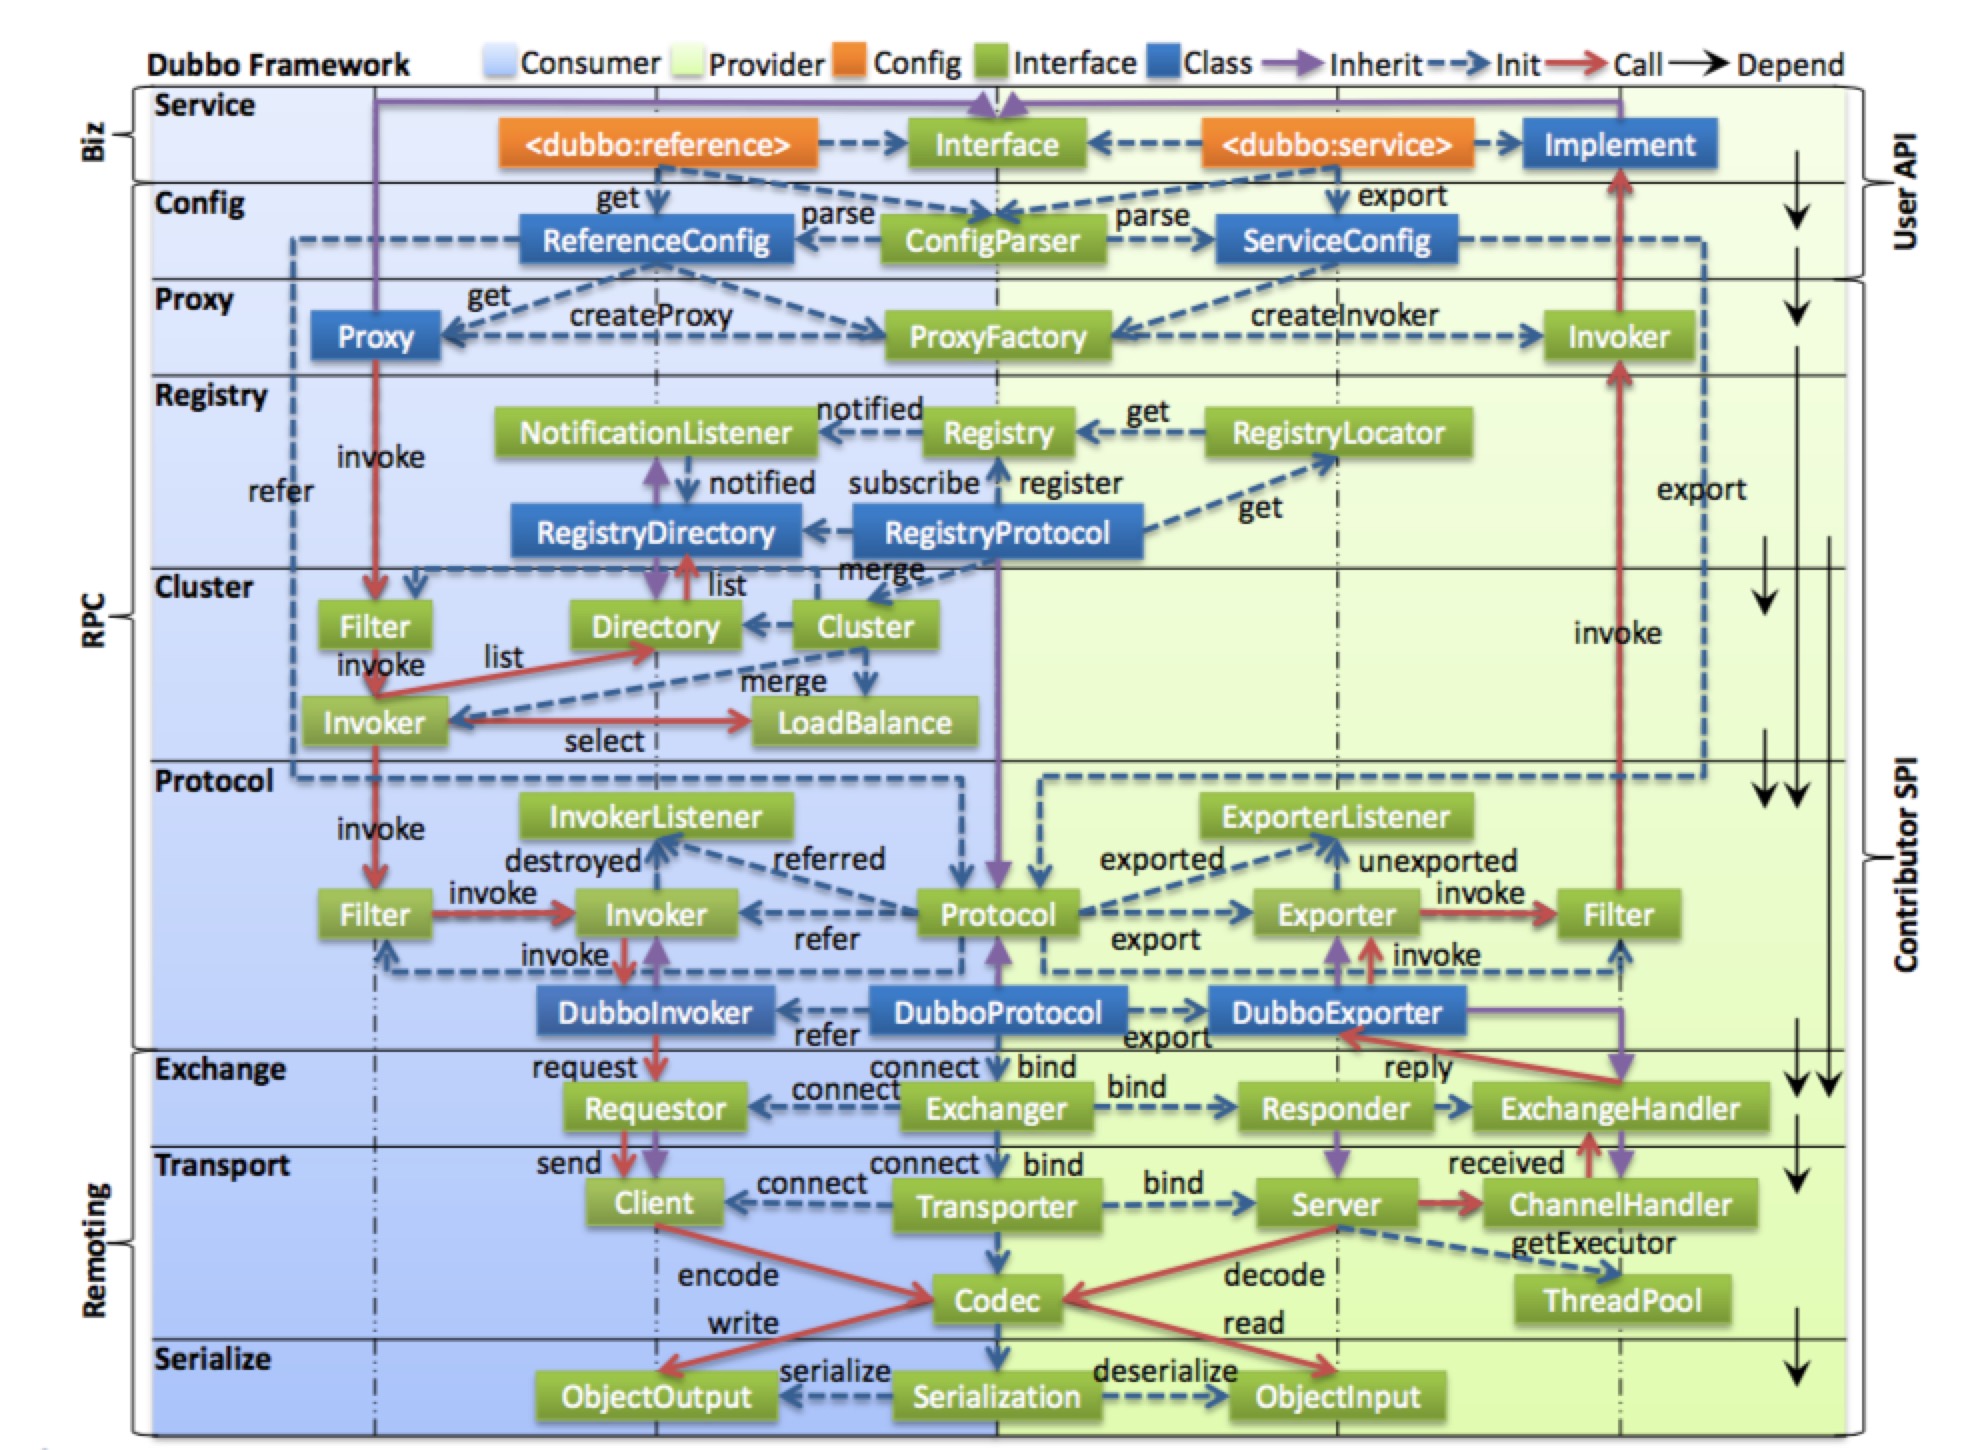 Dubbo Framework Consumer Provider Config Interface Class Inherit Init Call Depend
Service
Biz
<dubbo:reference> Interface <dubbo:service> Implement
User API
Config
get export
parse parse
ReferenceConfig ConfigParser ServiceConfig
Proxy
get
createProxy createInvoker
Proxy ProxyFactory Invoker
Registry
notified get
NotificationListener Registry RegistryLocator
invoke
refer notified subscribe register export
get
RegistryDirectory RegistryProtocol
merge
Cluster list
RPC
Filter Directory Cluster invoke
invoke list
merge
Invoker LoadBalance
select
Protocol
InvokerListener ExporterListener
invoke
destroyed referred exported unexported
Contributor SPI
invoke invoke
Filter Invoker Protocol Exporter Filter
refer export
invoke invoke
DubboInvoker DubboProtocol DubboExporter
refer export
Exchange request connect bind reply
connect bind
Requestor Exchanger Responder ExchangeHandler
Transport send connect bind received
connect bind
Client Transporter Server ChannelHandler
Remoting
getExecutor
encode decode
Codec ThreadPool
write read
Serialize
serialize deserialize
ObjectOutput Serialization ObjectInput